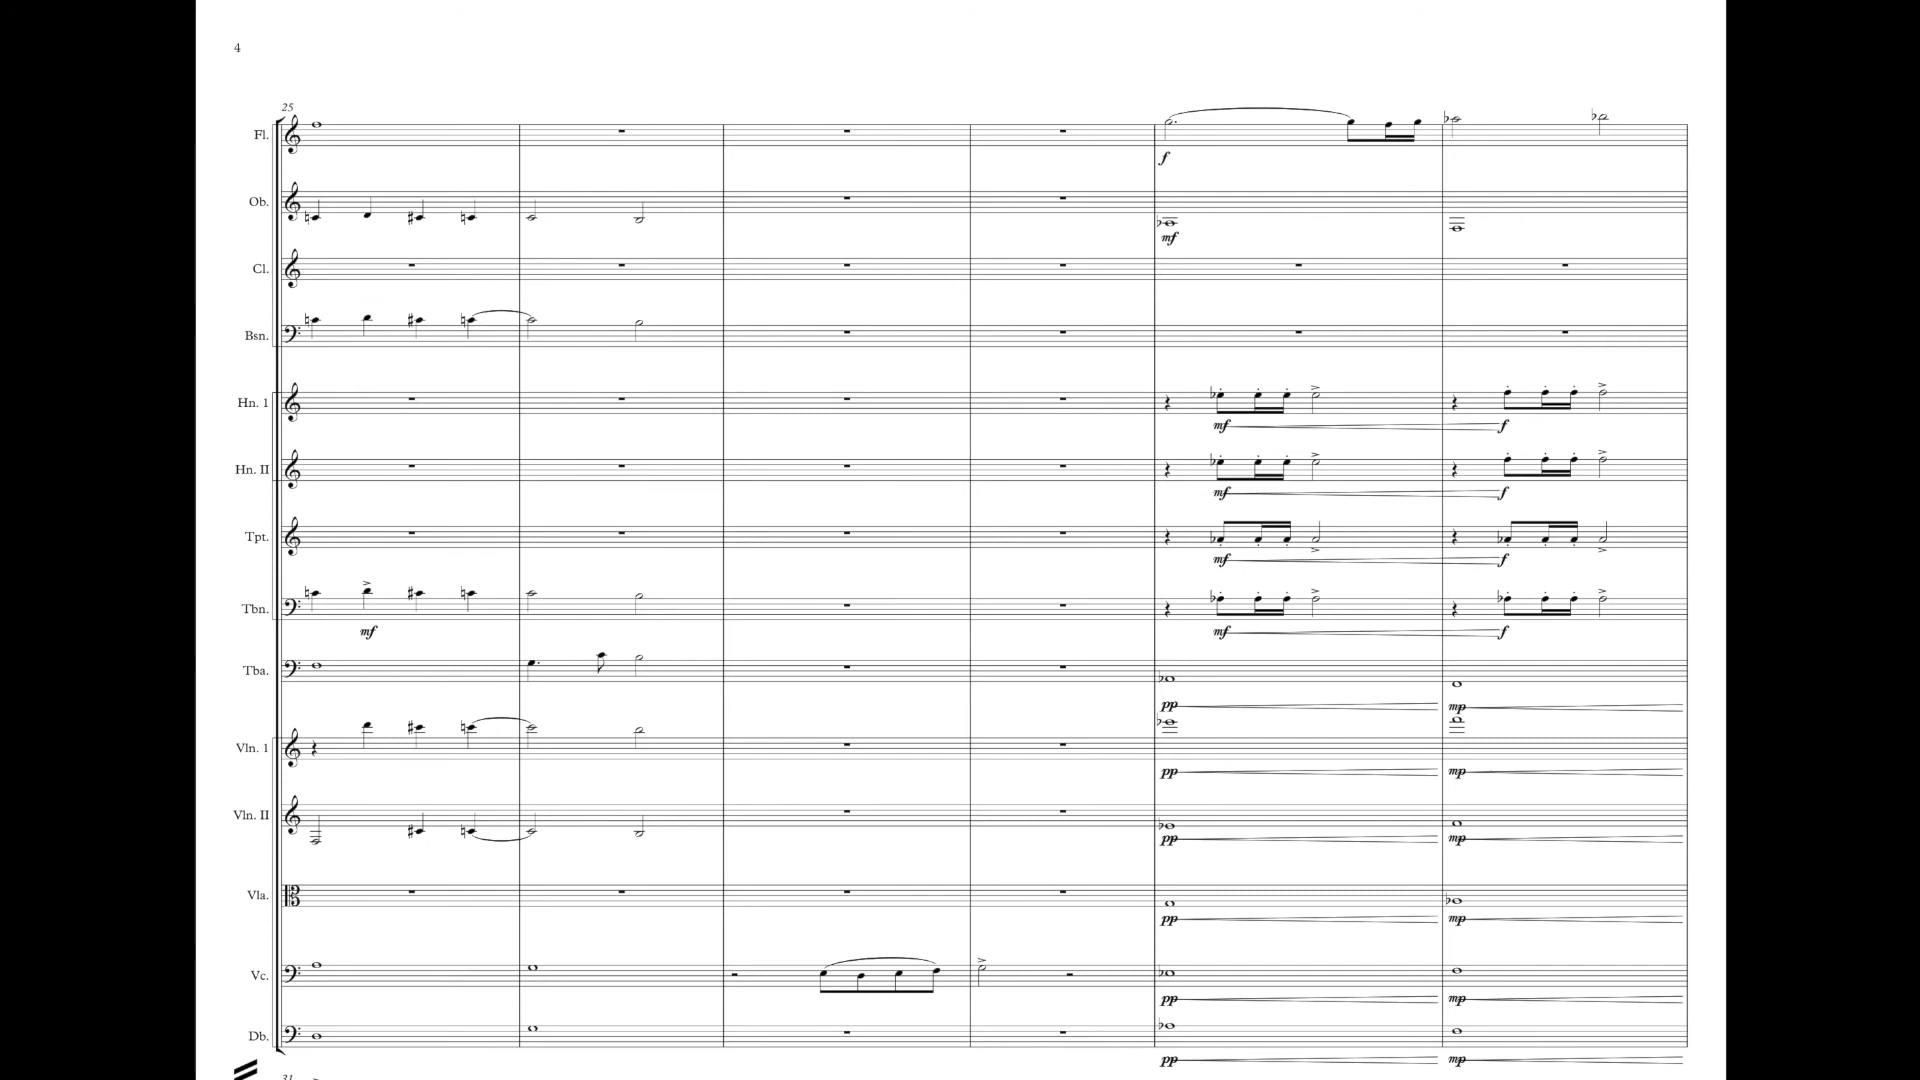 4
25
Fl.
f
Ob.
mf
Cl.
Bsn.
Hn. 1
mf f
Hn. II
mf f
Tpt.
mf f
Tbn.
mf mf f
Tba.
pp mp
Vln. 1
pp mp
Vln. II
pp mp
Vla.
pp mp
Vc.
pp mp
Db.
pp mp
31